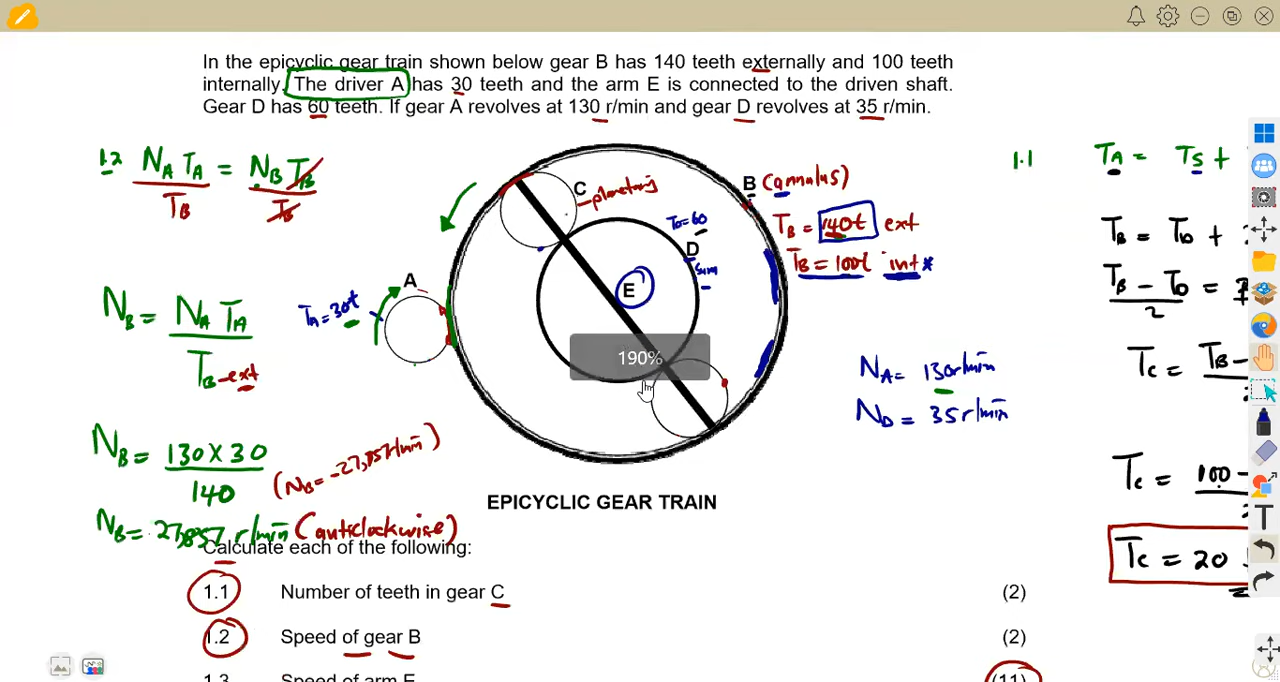 In the epicyclic gear train shown below gear B has 140 teeth externally and 100 teeth
internally. The driver A has 30 teeth and the arm E is connected to the driven shaft.
Gear D has 60 teeth. If gear A revolves at 130 r/min and gear D revolves at 35 r/min.
1.2 NA TA = NB TB
TB TB
NB = NA TA
TB-ext
NB = 130 x 30
140
(NB = -27,857 r/min)
NB = 27,857 r/min (anticlockwise)
A
TA = 30t
C
B
D
E
TD = 60
TB = 140t ext
TB = 100t int*
190%
NA = 130 r/min
ND = 35 r/min
1.1 TA = TS +
TB = TD +
TB - TD =
2
TC = TB -
TC = 100 -
TC = 20
EPICYCLIC GEAR TRAIN
Calculate each of the following:
1.1 Number of teeth in gear C (2)
1.2 Speed of gear B (2)
1.3 Speed of arm E (11)
T